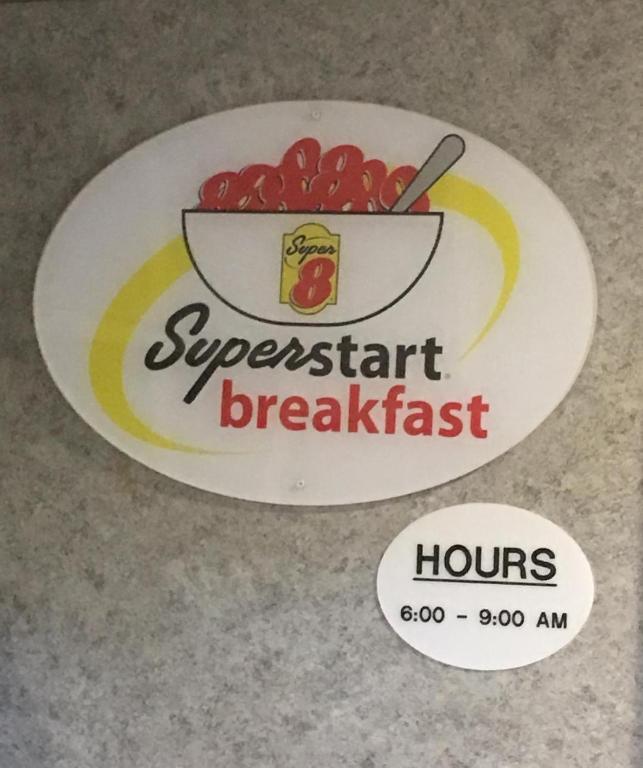 Super
8
Superstart
breakfast
HOURS
6:00 - 9:00 AM